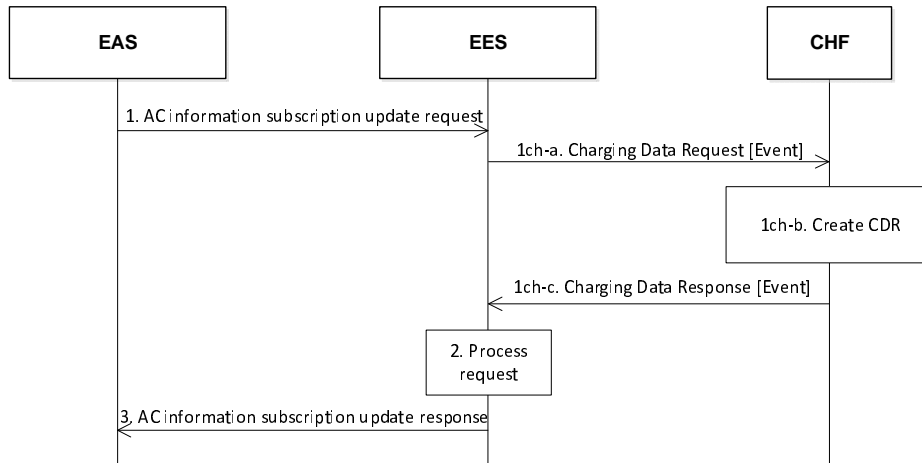 EAS
EES
CHF
1. AC information subscription update request
1ch-a. Charging Data Request [Event]
1ch-b. Create CDR
1ch-c. Charging Data Response [Event]
2. Process
request
3. AC information subscription update response